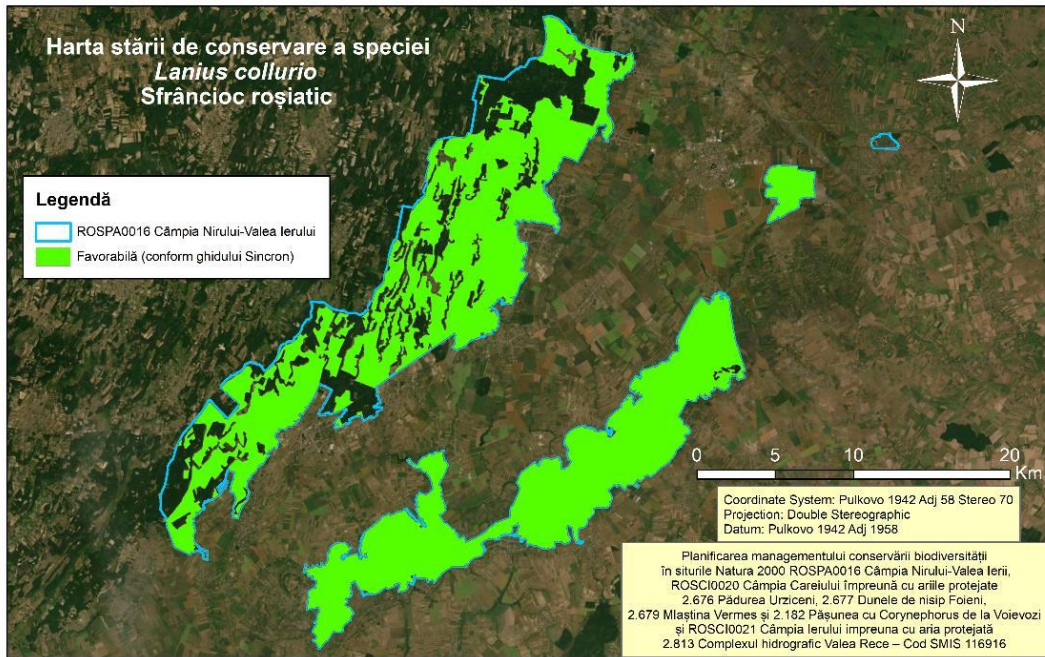 Harta stării de conservare a speciei
Lanius collurio
Sfrâncioc roșiatic
N
Legendă
ROSPA0016 Câmpia Nirului-Valea Ierului
Favorabilă (conform ghidului Sincron)
0 5 10 20
Km
Coordinate System: Pulkovo 1942 Adj 58 Stereo 70
Projection: Double Stereographic
Datum: Pulkovo 1942 Adj 1958
Planificarea managementului conservării biodiversității
în siturile Natura 2000 ROSPA0016 Câmpia Nirului-Valea Ierii,
ROSCI0020 Câmpia Careiului împreună cu ariile protejate
2.676 Pădurea Urziceni, 2.677 Dunele de nisip Foieni,
2.679 Mlaștina Vermes și 2.182 Pășunea cu Corynephorus de la Voievozi
și ROSCI0021 Câmpia Ierului impreuna cu aria protejată
2.813 Complexul hidrografic Valea Rece – Cod SMIS 116916